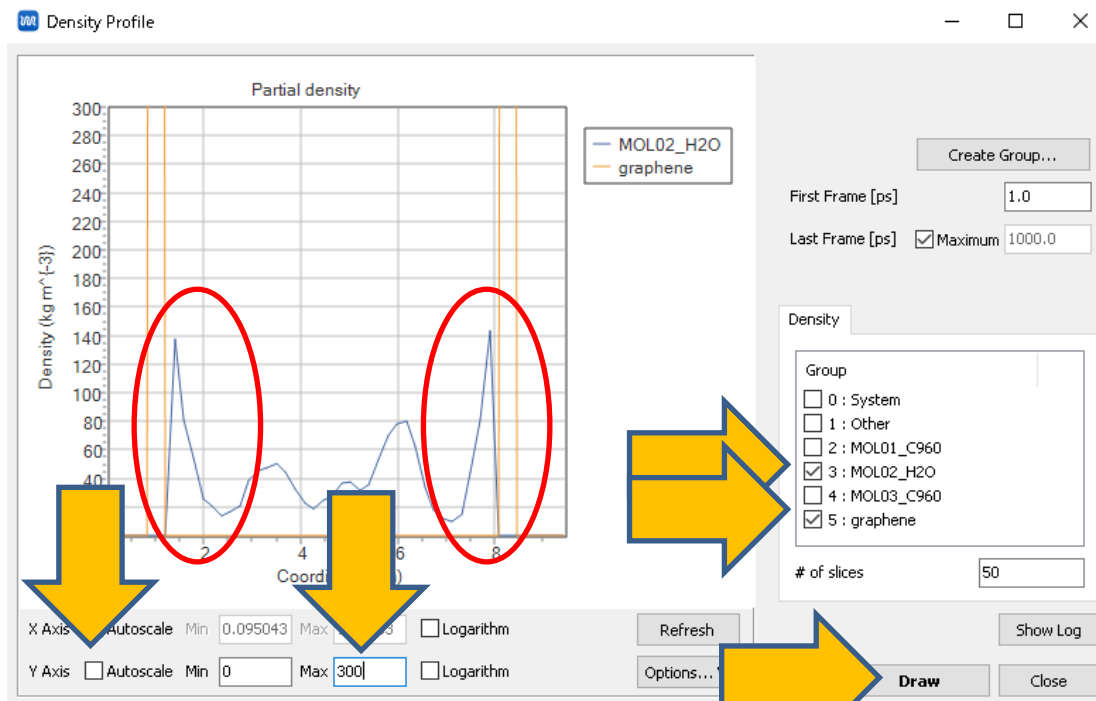 Density Profile
Partial density
300
280
260
240
220
200
180
160
140
120
100
80
60
40
Density (kg m^{-3})
2
4
6
8
MOL02_H2O
graphene
Create Group...
First Frame [ps] 1.0
Last Frame [ps] Maximum 1000.0
Density
Group
0 : System
1 : Other
2 : MOL01_C960
3 : MOL02_H2O
4 : MOL03_C960
5 : graphene
# of slices 50
X Axis Autoscale Min 0.095043 Max Logarithm Refresh Show Log
Y Axis Autoscale Min 0 Max 300 Logarithm Options... Draw Close